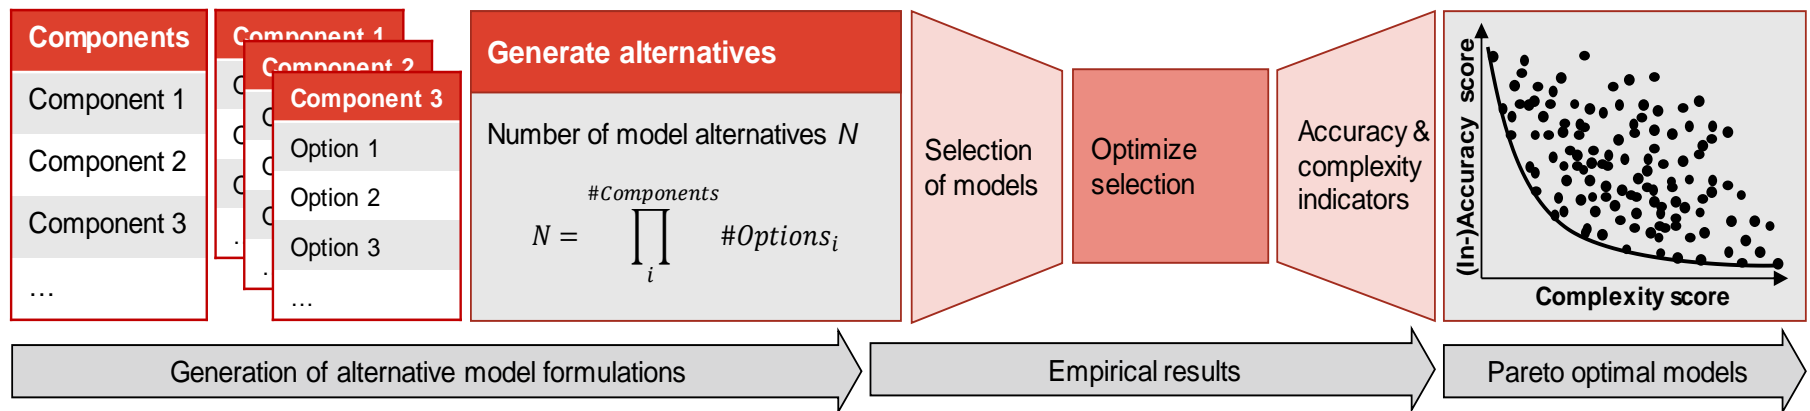 Components
Component 1
Component 2
Component 3
…
Component 1
Component 2
Component 3
Option 1
Option 2
Option 3
…
Generate alternatives
Number of model alternatives N
#Components
N = ∏ #Options_i
i
Selection
of models
Optimize
selection
Accuracy &
complexity
indicators
(In-)Accuracy score
Complexity score
Generation of alternative model formulations
Empirical results
Pareto optimal models